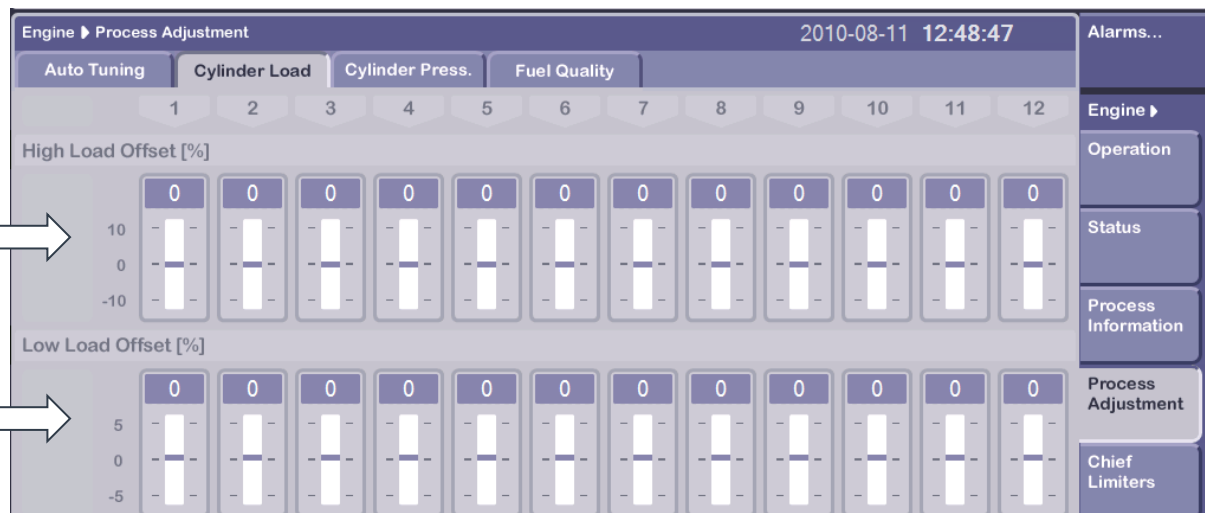 Engine ▶ Process Adjustment 2010-08-11 12:48:47 Alarms...
Auto Tuning Cylinder Load Cylinder Press. Fuel Quality
1 2 3 4 5 6 7 8 9 10 11 12
Engine ▶
High Load Offset [%]
Operation
0 0 0 0 0 0 0 0 0 0 0 0
10
0
-10
Status
Process
Information
Low Load Offset [%]
0 0 0 0 0 0 0 0 0 0 0 0
5
0
-5
Process
Adjustment
Chief
Limiters